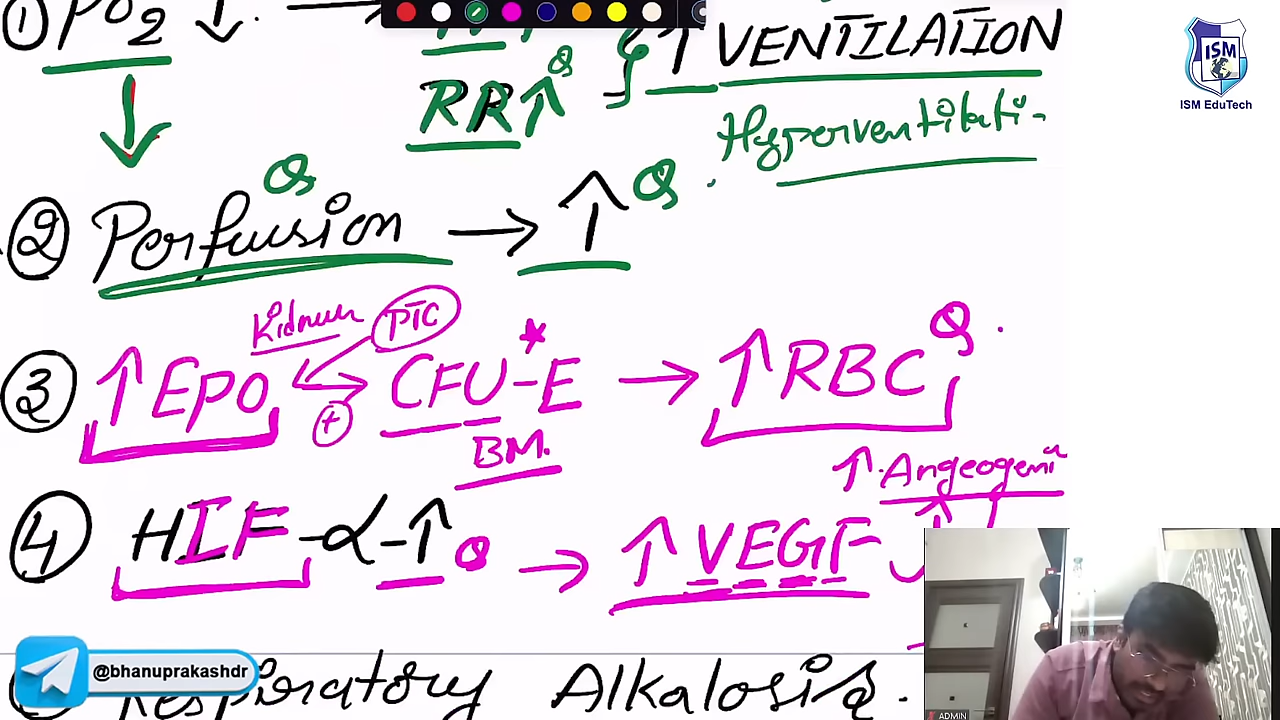 ① PO2 ↓ →
↑ VENTILATION
ISM
ISM EduTech
RR↑ Q
Hyperventilati-
Q
② Perfusion → ↑ Q
Kidney PTC
③ ↑ EPO + CFU-E* → ↑ RBC Q
BM.
↑ Angeogeni
④ HIF-α-↑ Q → ↑ VEGF
@bhanuprakashdr
Respiratory Alkalosis.
ADMIN